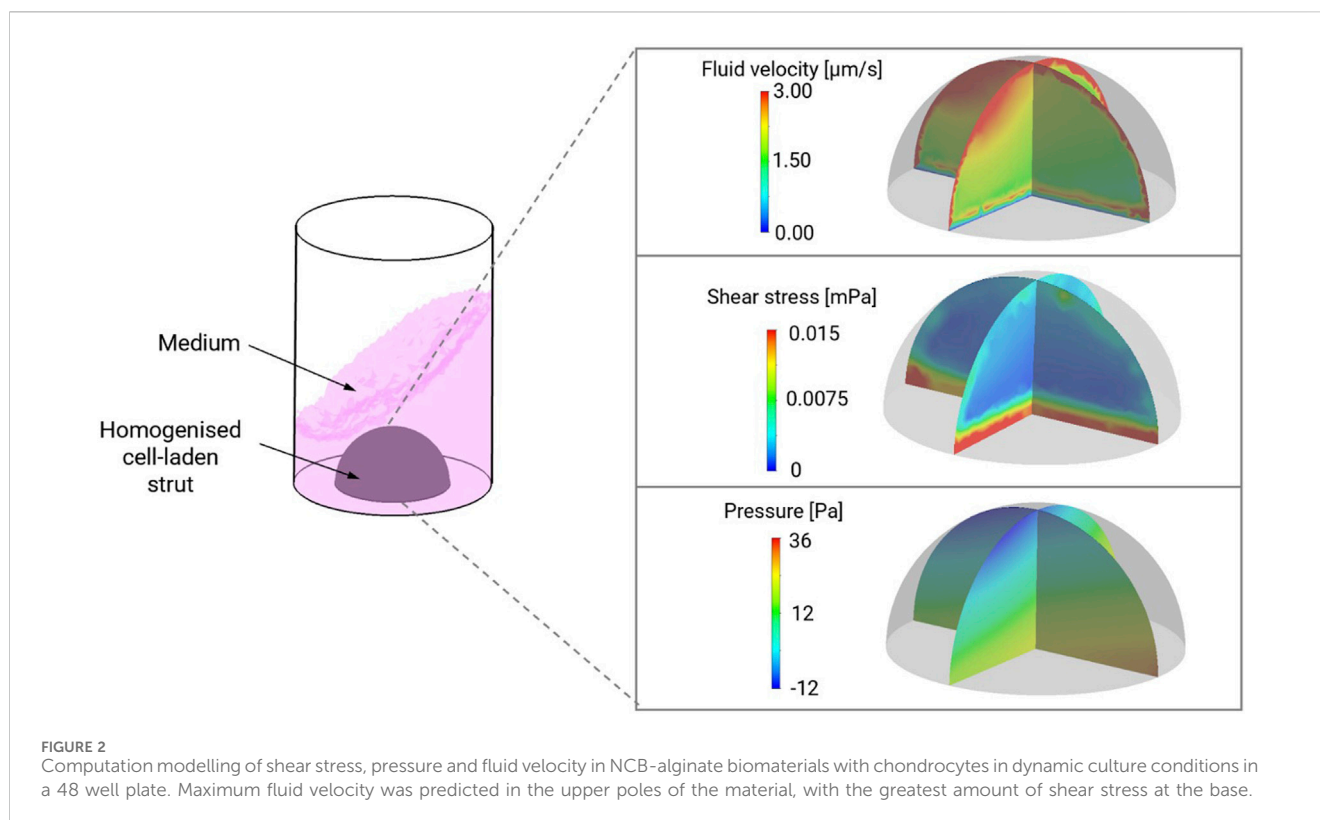 Fluid velocity [µm/s]
3.00
1.50
0.00
Medium
Homogenised
cell-laden
strut
Shear stress [mPa]
0.015
0.0075
0
Pressure [Pa]
36
12
-12
FIGURE 2
Computation modelling of shear stress, pressure and fluid velocity in NCB-alginate biomaterials with chondrocytes in dynamic culture conditions in
a 48 well plate. Maximum fluid velocity was predicted in the upper poles of the material, with the greatest amount of shear stress at the base.